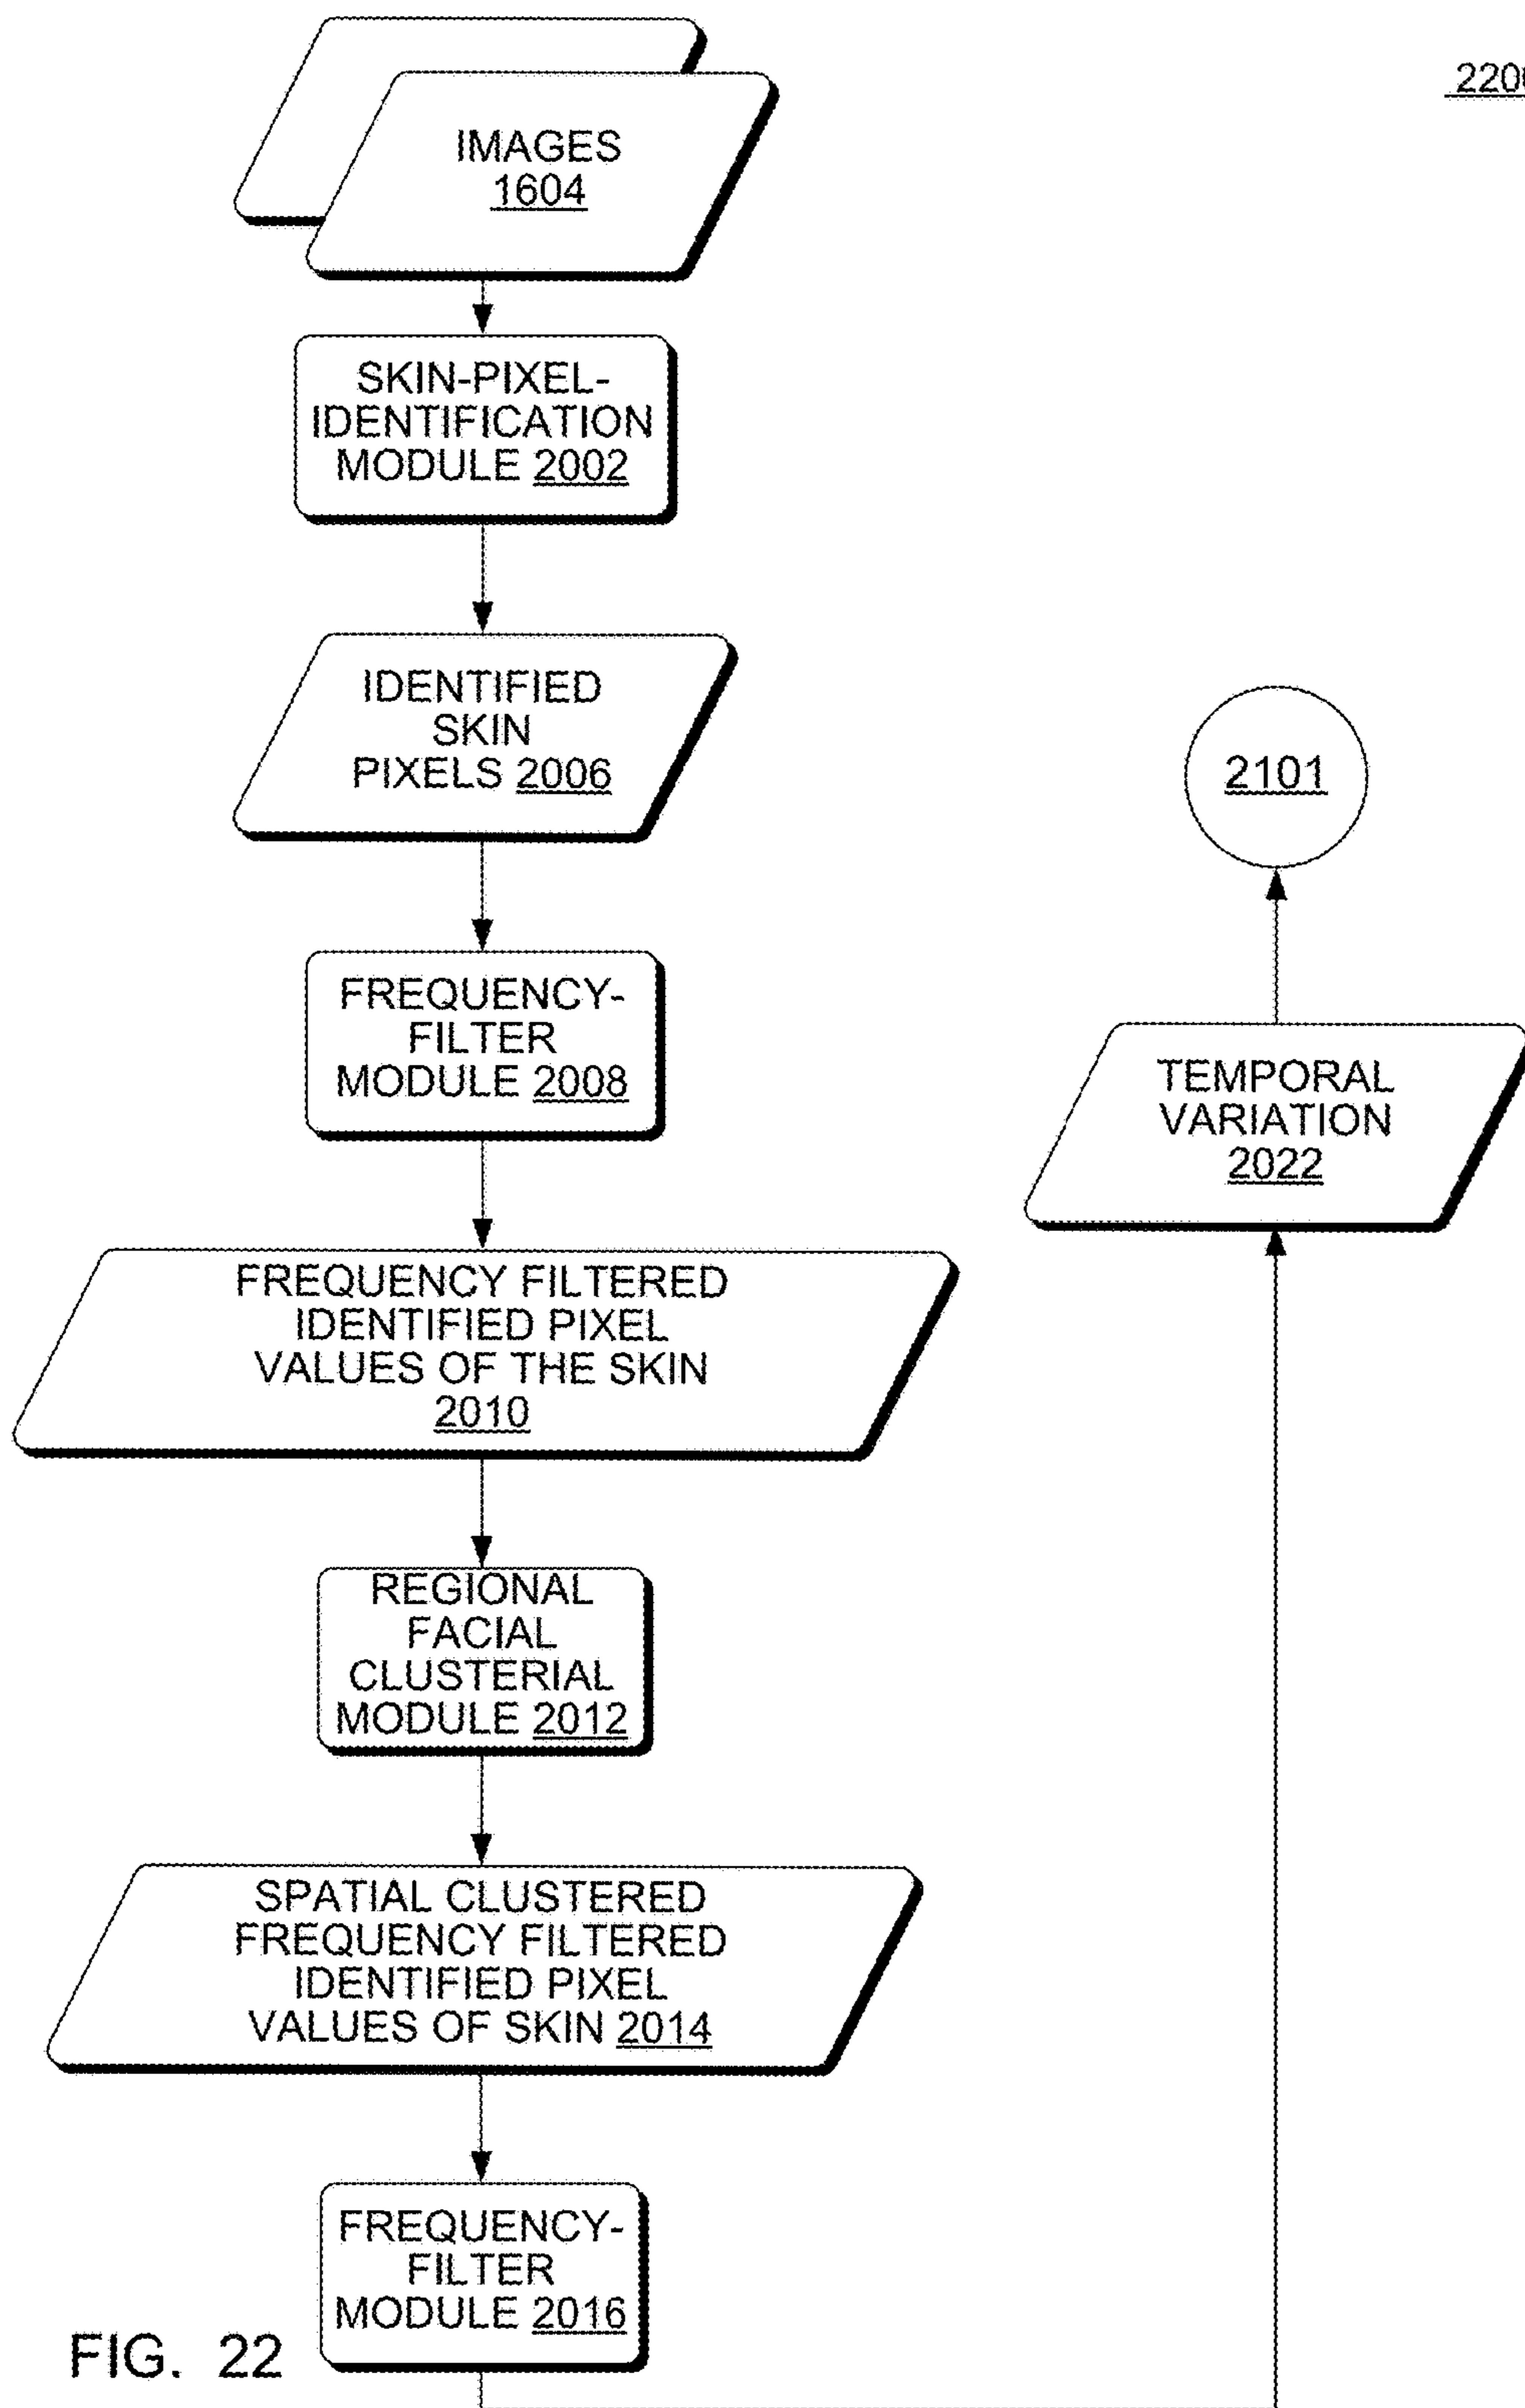 2200
IMAGES
1604
SKIN-PIXEL-
IDENTIFICATION
MODULE 2002
IDENTIFIED
SKIN
PIXELS 2006
FREQUENCY-
FILTER
MODULE 2008
FREQUENCY FILTERED
IDENTIFIED PIXEL
VALUES OF THE SKIN
2010
REGIONAL
FACIAL
CLUSTERIAL
MODULE 2012
SPATIAL CLUSTERED
FREQUENCY FILTERED
IDENTIFIED PIXEL
VALUES OF SKIN 2014
FREQUENCY-
FILTER
MODULE 2016
TEMPORAL
VARIATION
2022
2101
FIG. 22